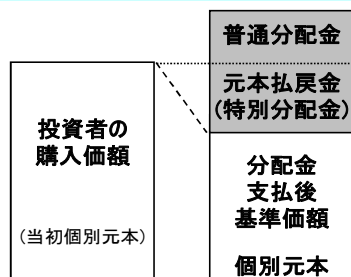 投資者の
購入価額
(当初個別元本)
普通分配金
元本払戻金
(特別分配金)
分配金
支払後
基準価額
個別元本